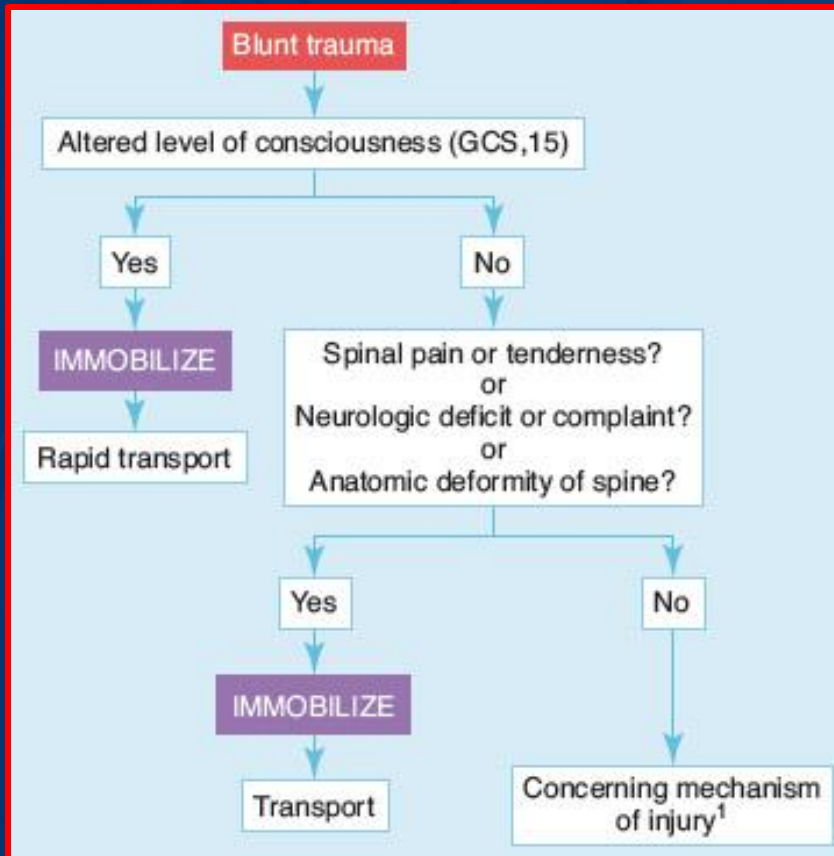 Blunt trauma
Altered level of consciousness (GCS,15)
Yes
No
IMMOBILIZE
Rapid transport
Spinal pain or tenderness?
or
Neurologic deficit or complaint?
or
Anatomic deformity of spine?
Yes
No
IMMOBILIZE
Transport
Concerning mechanism
of injury¹